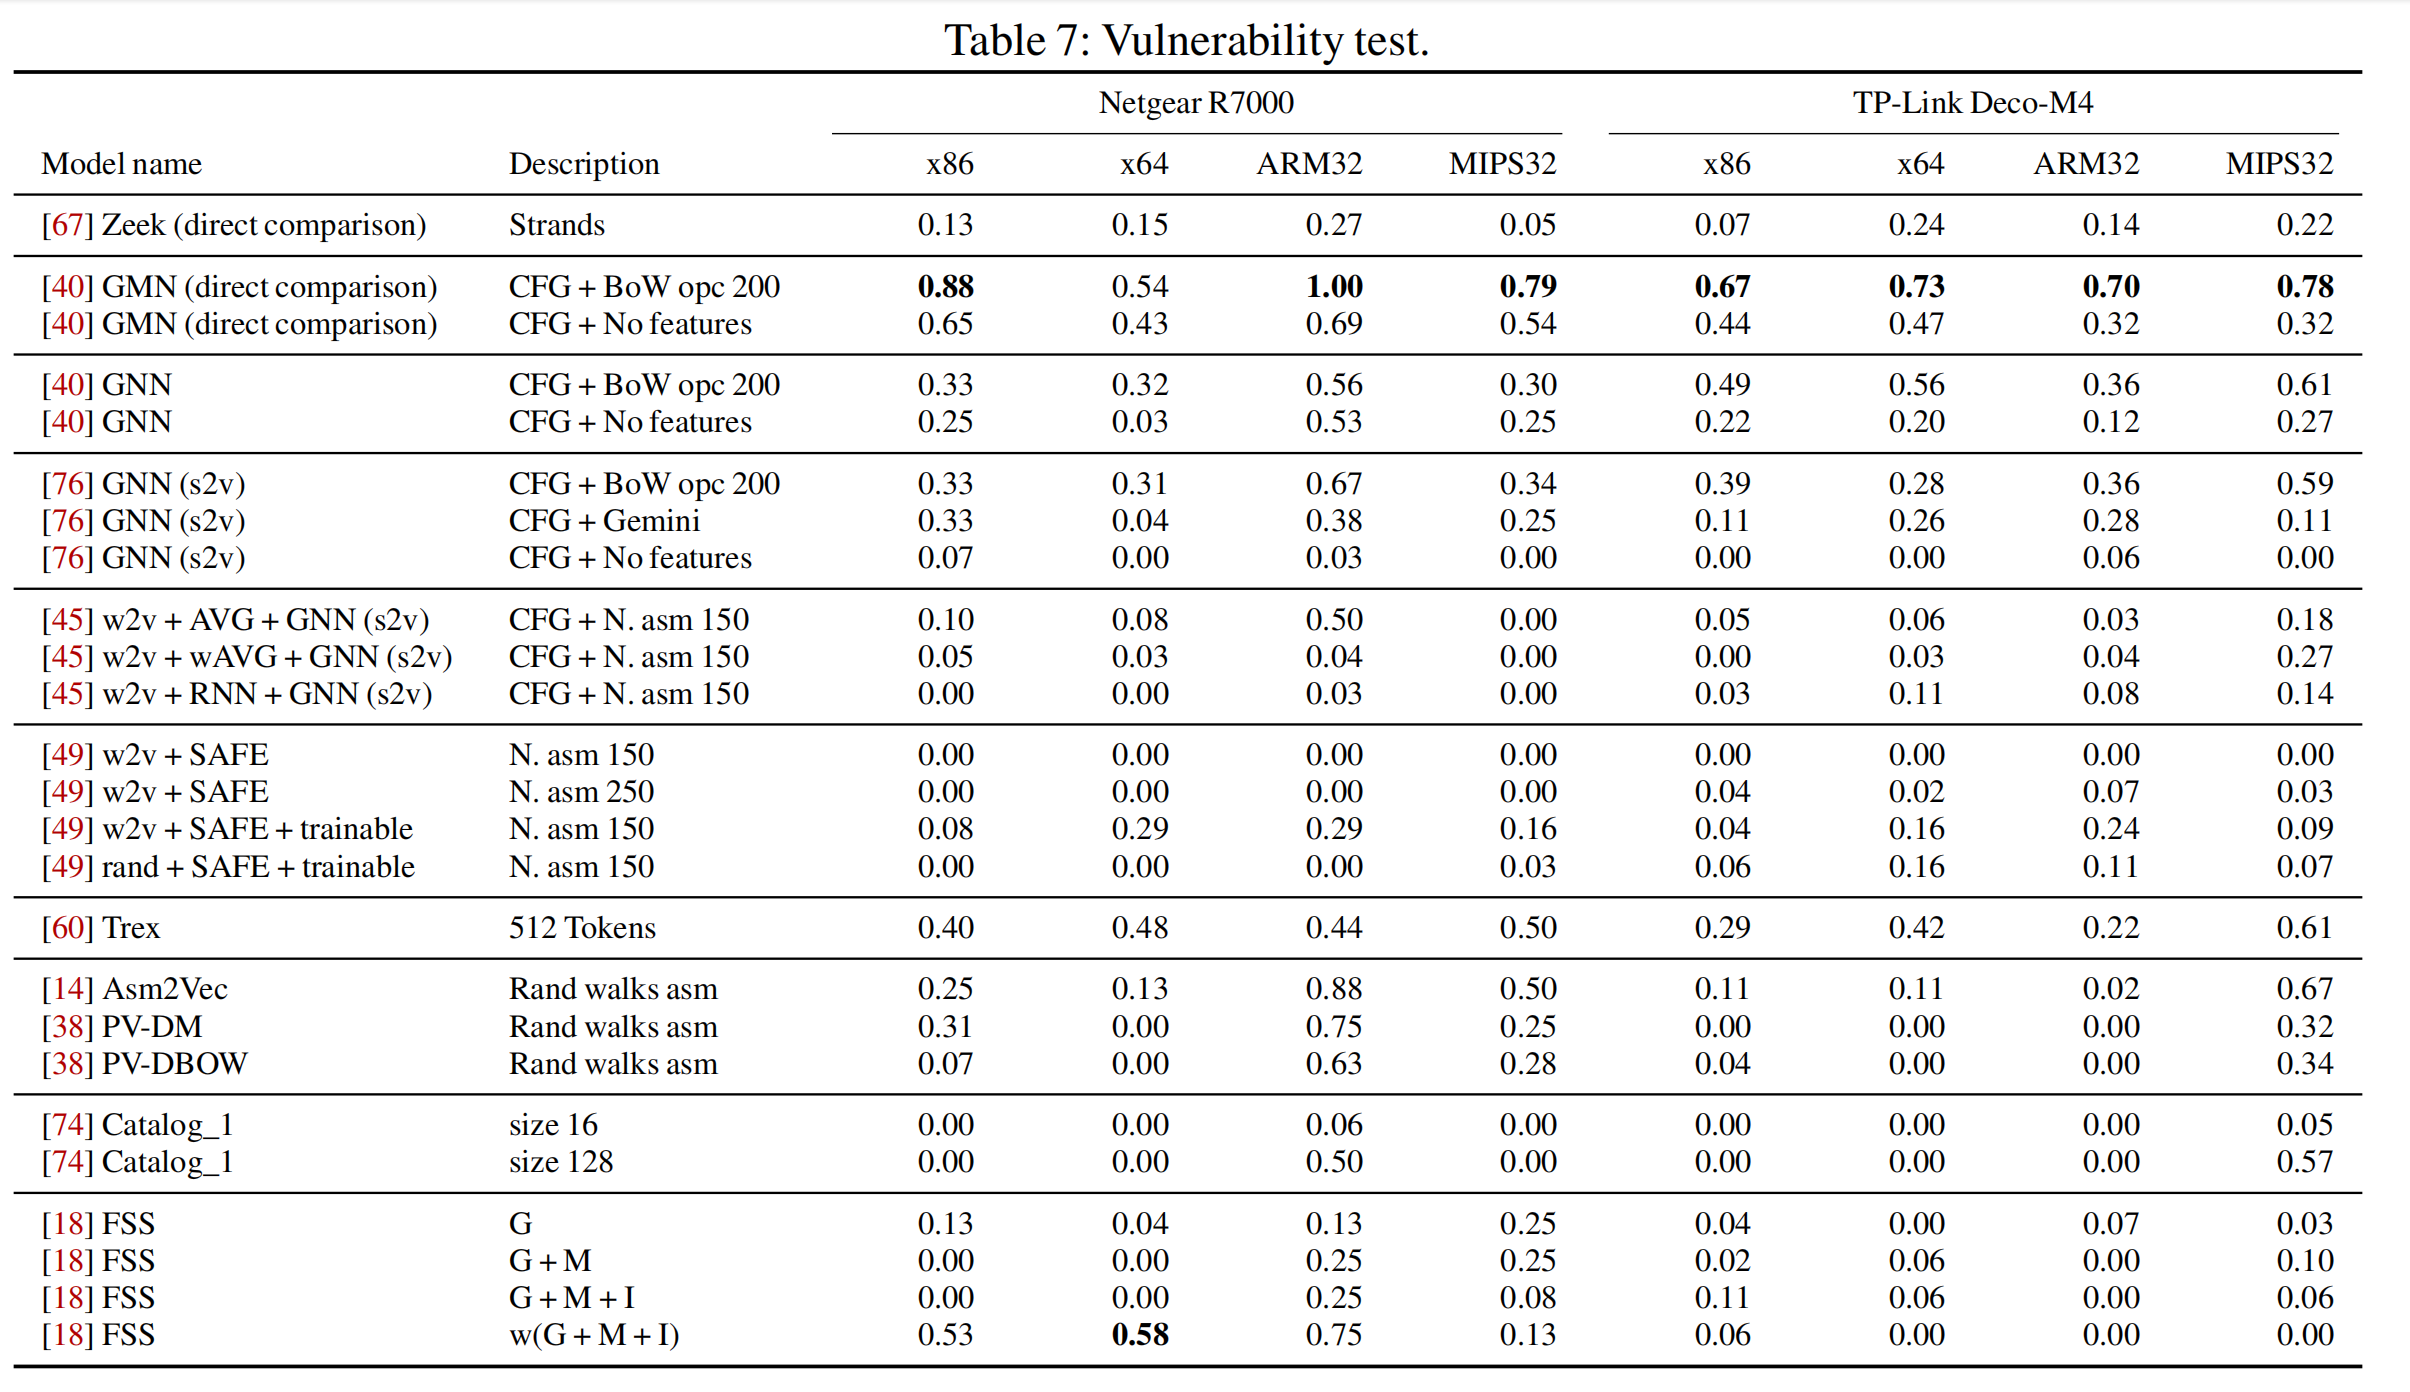 Table 7: Vulnerability test.
Netgear R7000 TP-Link Deco-M4
Model name Description x86 x64 ARM32 MIPS32 x86 x64 ARM32 MIPS32
[67] Zeek (direct comparison) Strands 0.13 0.15 0.27 0.05 0.07 0.24 0.14 0.22
[40] GMN (direct comparison) CFG + BoW opc 200 0.88 0.54 1.00 0.79 0.67 0.73 0.70 0.78
[40] GMN (direct comparison) CFG + No features 0.65 0.43 0.69 0.54 0.44 0.47 0.32 0.32
[40] GNN CFG + BoW opc 200 0.33 0.32 0.56 0.30 0.49 0.56 0.36 0.61
[40] GNN CFG + No features 0.25 0.03 0.53 0.25 0.22 0.20 0.12 0.27
[76] GNN (s2v) CFG + BoW opc 200 0.33 0.31 0.67 0.34 0.39 0.28 0.36 0.59
[76] GNN (s2v) CFG + Gemini 0.33 0.04 0.38 0.25 0.11 0.26 0.28 0.11
[76] GNN (s2v) CFG + No features 0.07 0.00 0.03 0.00 0.00 0.00 0.06 0.00
[45] w2v + AVG + GNN (s2v) CFG + N. asm 150 0.10 0.08 0.50 0.00 0.05 0.06 0.03 0.18
[45] w2v + wAVG + GNN (s2v) CFG + N. asm 150 0.05 0.03 0.04 0.00 0.00 0.03 0.04 0.27
[45] w2v + RNN + GNN (s2v) CFG + N. asm 150 0.00 0.00 0.03 0.00 0.03 0.11 0.08 0.14
[49] w2v + SAFE N. asm 150 0.00 0.00 0.00 0.00 0.00 0.00 0.00 0.00
[49] w2v + SAFE N. asm 250 0.00 0.00 0.00 0.00 0.04 0.02 0.07 0.03
[49] w2v + SAFE + trainable N. asm 150 0.08 0.29 0.29 0.16 0.04 0.16 0.24 0.09
[49] rand + SAFE + trainable N. asm 150 0.00 0.00 0.00 0.03 0.06 0.16 0.11 0.07
[60] Trex 512 Tokens 0.40 0.48 0.44 0.50 0.29 0.42 0.22 0.61
[14] Asm2Vec Rand walks asm 0.25 0.13 0.88 0.50 0.11 0.11 0.02 0.67
[38] PV-DM Rand walks asm 0.31 0.00 0.75 0.25 0.00 0.00 0.00 0.32
[38] PV-DBOW Rand walks asm 0.07 0.00 0.63 0.28 0.04 0.00 0.00 0.34
[74] Catalog_1 size 16 0.00 0.00 0.06 0.00 0.00 0.00 0.00 0.05
[74] Catalog_1 size 128 0.00 0.00 0.50 0.00 0.00 0.00 0.00 0.57
[18] FSS G 0.13 0.04 0.13 0.25 0.04 0.00 0.07 0.03
[18] FSS G + M 0.00 0.00 0.25 0.25 0.02 0.06 0.00 0.10
[18] FSS G + M + I 0.00 0.00 0.25 0.08 0.11 0.06 0.00 0.06
[18] FSS w(G + M + I) 0.53 0.58 0.75 0.13 0.06 0.00 0.00 0.00